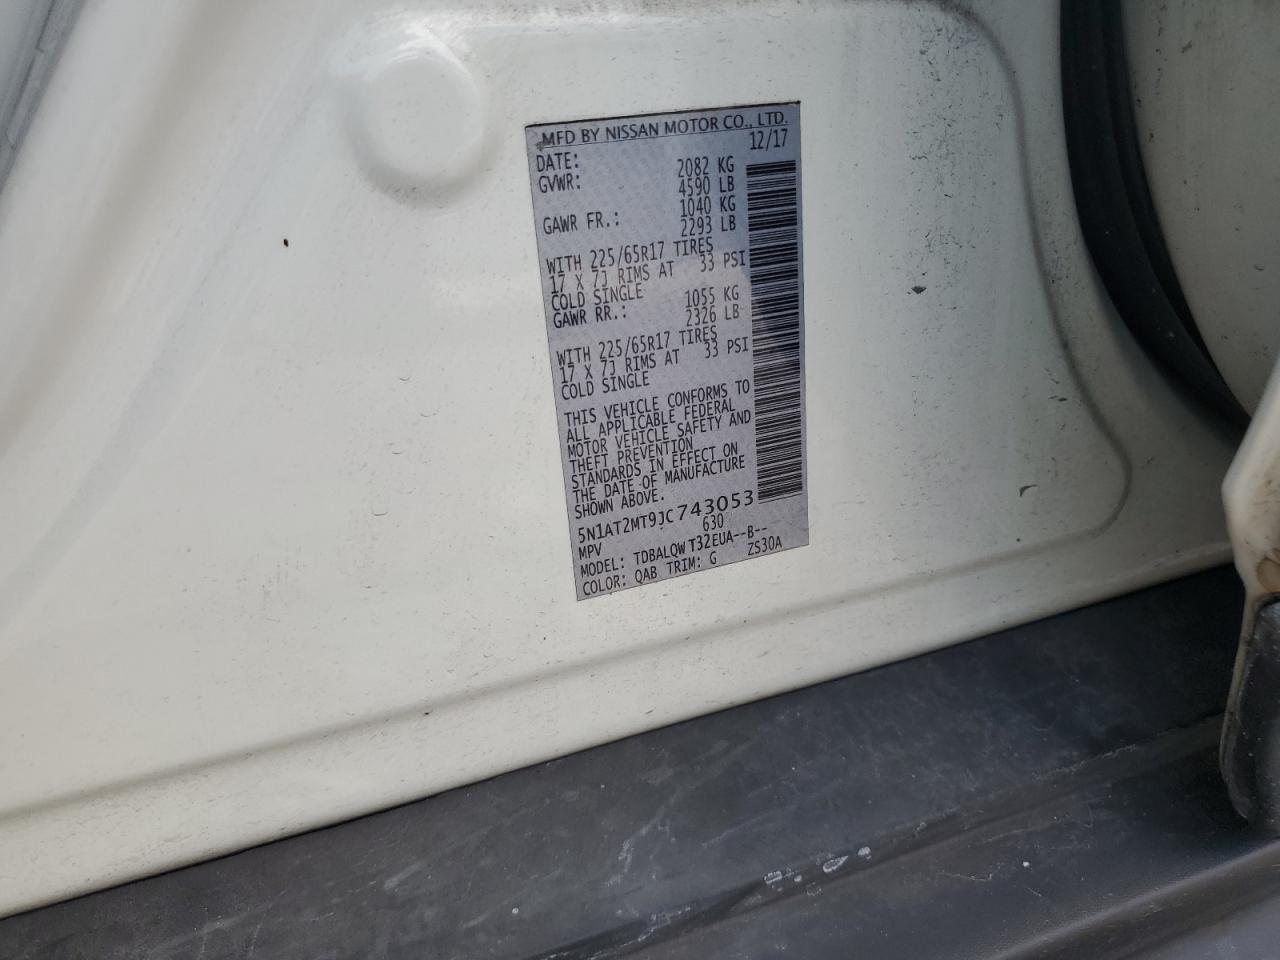 MFD BY NISSAN MOTOR CO., LTD.
DATE: 12/17
GVWR: 2082 KG
4590 LB
GAWR FR.: 1040 KG
2293 LB
WITH 225/65R17 TIRES
17 X 7J RIMS AT 33 PSI
COLD SINGLE
GAWR RR.: 1055 KG
2326 LB
WITH 225/65R17 TIRES
17 X 7J RIMS AT 33 PSI
COLD SINGLE
THIS VEHICLE CONFORMS TO
ALL APPLICABLE FEDERAL
MOTOR VEHICLE SAFETY AND
THEFT PREVENTION
STANDARDS IN EFFECT ON
THE DATE OF MANUFACTURE
SHOWN ABOVE.
5N1AT2MT9JC743053
MPV 630
MODEL: TDBALQWT32EUA--B--
COLOR: QAB TRIM: G ZS30A